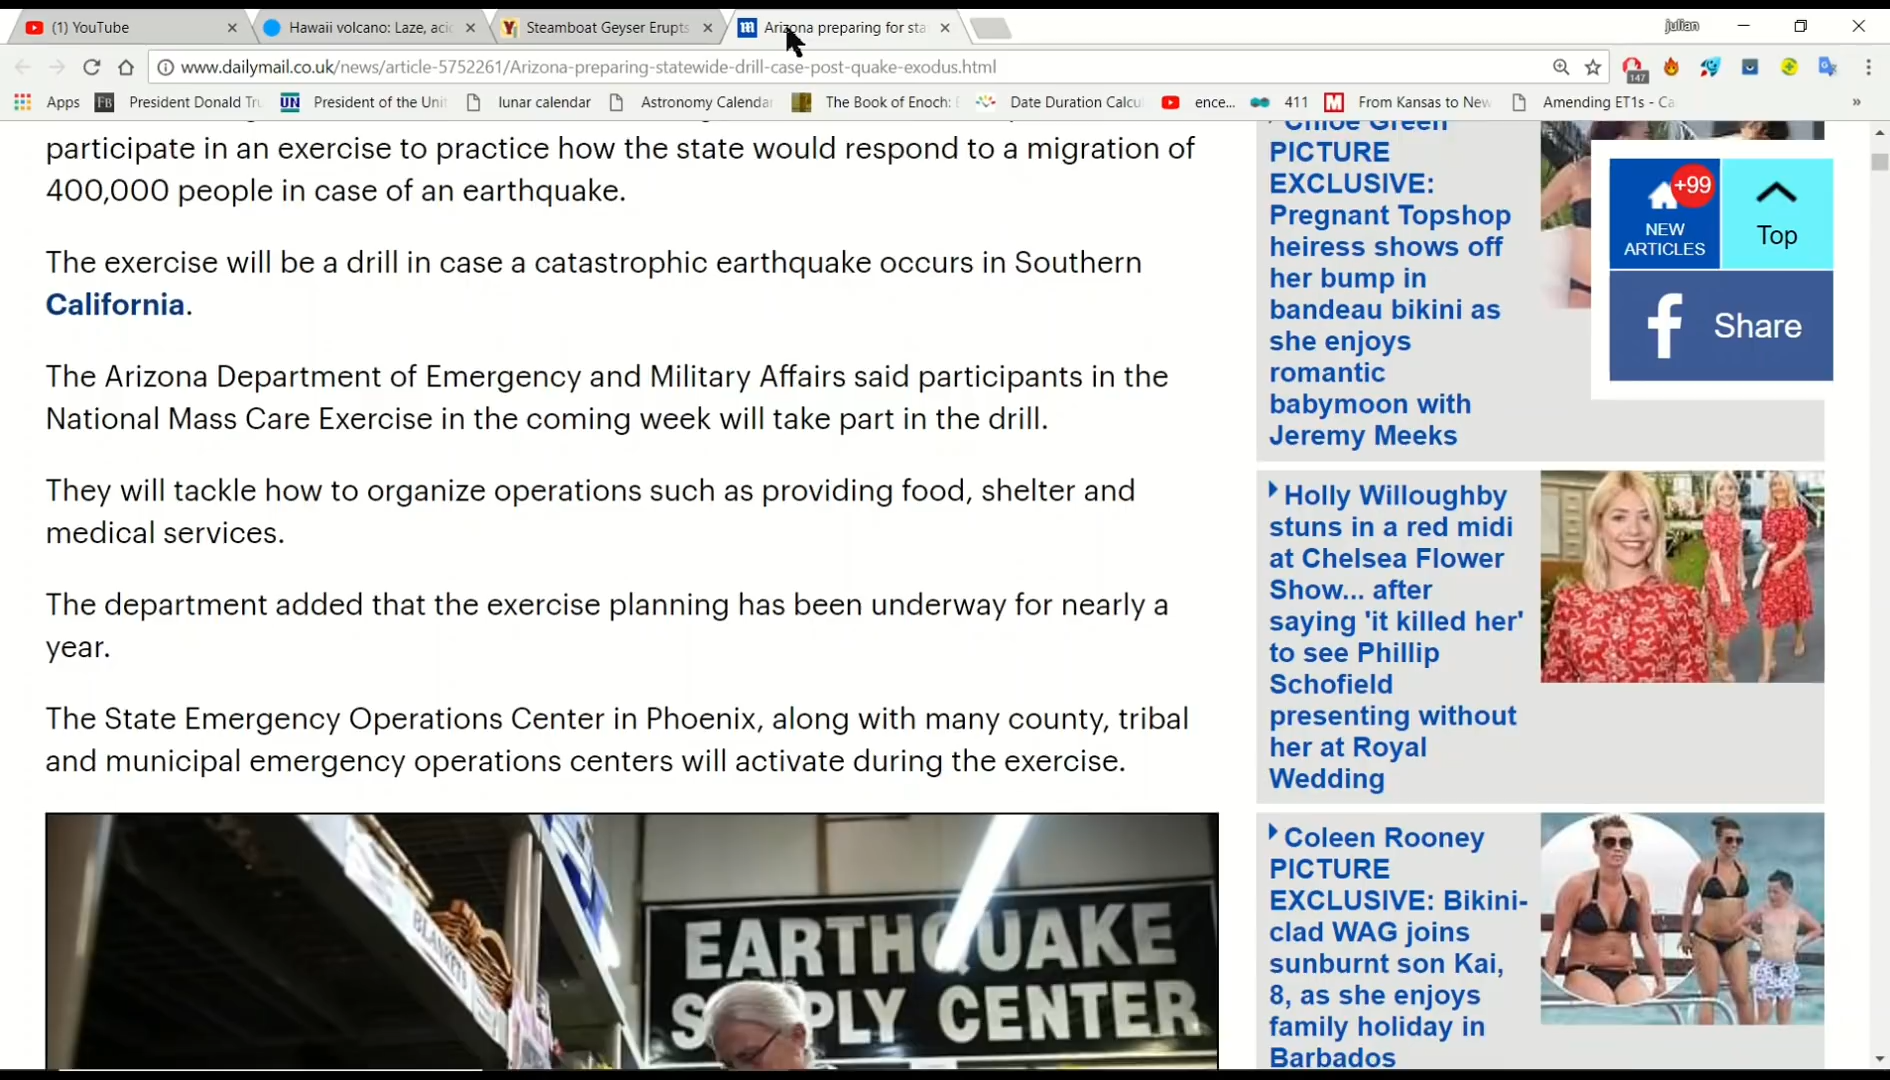 (1) YouTube
Hawaii volcano: Laze, acid
Steamboat Geyser Erupts
Arizona preparing for sta
julian
www.dailymail.co.uk/news/article-5752261/Arizona-preparing-statewide-drill-case-post-quake-exodus.html
147
Apps
FB President Donald Tru
UN President of the Unit
lunar calendar
Astronomy Calendar
The Book of Enoch:
Date Duration Calcu
ence...
411
M From Kansas to New
Amending ET1s - Ca
»
participate in an exercise to practice how the state would respond to a migration of
400,000 people in case of an earthquake.
The exercise will be a drill in case a catastrophic earthquake occurs in Southern
California.
The Arizona Department of Emergency and Military Affairs said participants in the
National Mass Care Exercise in the coming week will take part in the drill.
They will tackle how to organize operations such as providing food, shelter and
medical services.
The department added that the exercise planning has been underway for nearly a
year.
The State Emergency Operations Center in Phoenix, along with many county, tribal
and municipal emergency operations centers will activate during the exercise.
BLANKETS
EARTHQUAKE
SUPPLY CENTER
Chloe Green
PICTURE
EXCLUSIVE:
Pregnant Topshop
heiress shows off
her bump in
bandeau bikini as
she enjoys
romantic
babymoon with
Jeremy Meeks
+99
NEW
ARTICLES
Top
f Share
Holly Willoughby
stuns in a red midi
at Chelsea Flower
Show... after
saying 'it killed her'
to see Phillip
Schofield
presenting without
her at Royal
Wedding
Coleen Rooney
PICTURE
EXCLUSIVE: Bikini-
clad WAG joins
sunburnt son Kai,
8, as she enjoys
family holiday in
Barbados